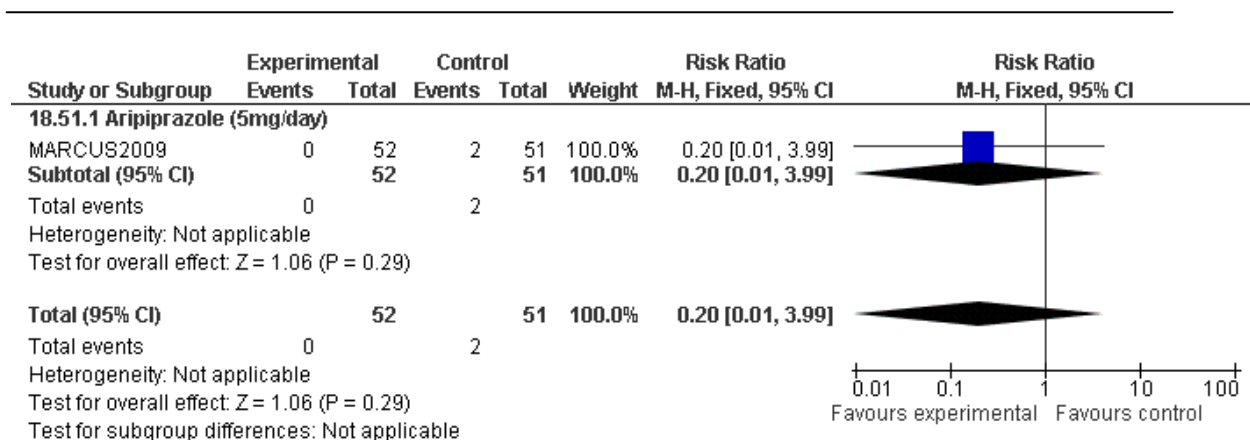 Experimental Control Risk Ratio Risk Ratio
Study or Subgroup Events Total Events Total Weight M-H, Fixed, 95% CI M-H, Fixed, 95% CI
18.51.1 Aripiprazole (5mg/day)
MARCUS2009 0 52 2 51 100.0% 0.20 [0.01, 3.99]
Subtotal (95% CI) 52 51 100.0% 0.20 [0.01, 3.99]
Total events 0 2
Heterogeneity: Not applicable
Test for overall effect: Z = 1.06 (P = 0.29)
Total (95% CI) 52 51 100.0% 0.20 [0.01, 3.99]
Total events 0 2
Heterogeneity: Not applicable
Test for overall effect: Z = 1.06 (P = 0.29)
Test for subgroup differences: Not applicable
0.01 0.1 1 10 100
Favours experimental Favours control